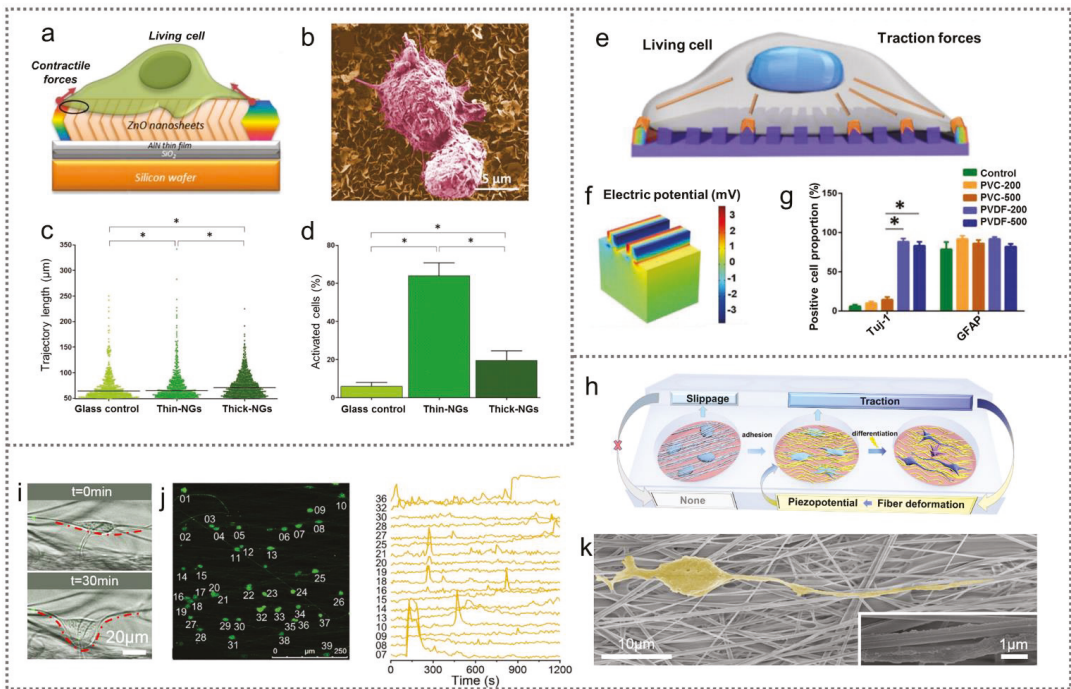 a
Living cell
Contractile
forces
ZnO nanosheets
AlN thin film
SiO2
Silicon wafer
b
5 µm
c
Trajectory length (µm)
350
300
250
200
150
100
50
*
*
*
Glass control
Thin-NGs
Thick-NGs
d
Activated cells (%)
80
60
40
20
0
*
*
*
Glass control
Thin-NGs
Thick-NGs
e
Living cell
Traction forces
f
Electric potential (mV)
3
2
1
0
-1
-2
-3
g
Positive cell proportion (%)
100
50
0
*
*
Control
PVC-200
PVC-500
PVDF-200
PVDF-500
Tuj-1
GFAP
h
Slippage
Traction
adhesion
differentiation
X
None
Piezopotential
Fiber deformation
i
t=0min
t=30min
20µm
j
01
10
09
03
02
04
05
06
07
08
11
12
13
14
15
25
16
17
20
21
22
23
24
26
19
18
32
33
34
27
29
30
35
36
37
28
31
38
39
0
µm
250
36
32
30
28
27
25
21
20
19
18
16
15
14
13
10
09
08
07
0
300
600
900
1200
Time (s)
k
10µm
1µm